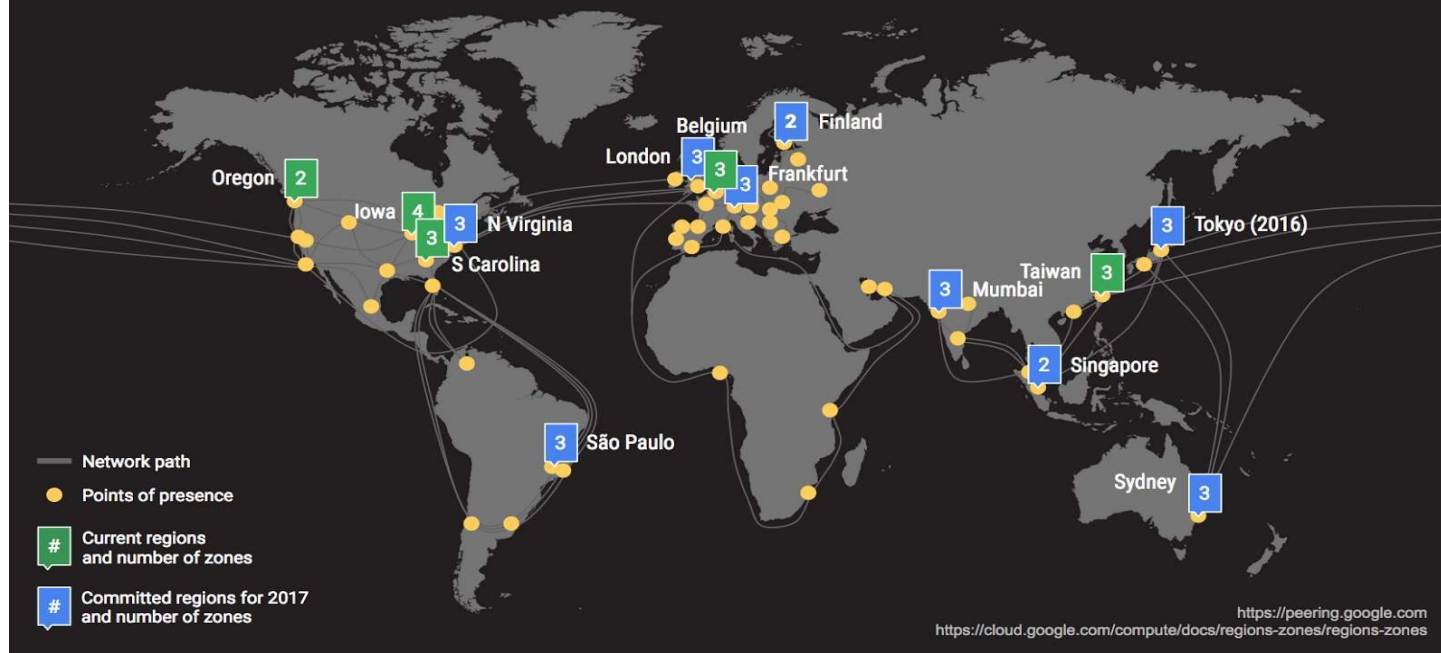 2
Finland
Belgium
3
London
3
3
Frankfurt
Oregon
2
Iowa
4
3
N Virginia
3
S Carolina
3
Tokyo (2016)
Taiwan
3
3
Mumbai
2
Singapore
3
São Paulo
Sydney
3
Network path
Points of presence
#
Current regions
and number of zones
#
Committed regions for 2017
and number of zones
https://peering.google.com
https://cloud.google.com/compute/docs/regions-zones/regions-zones